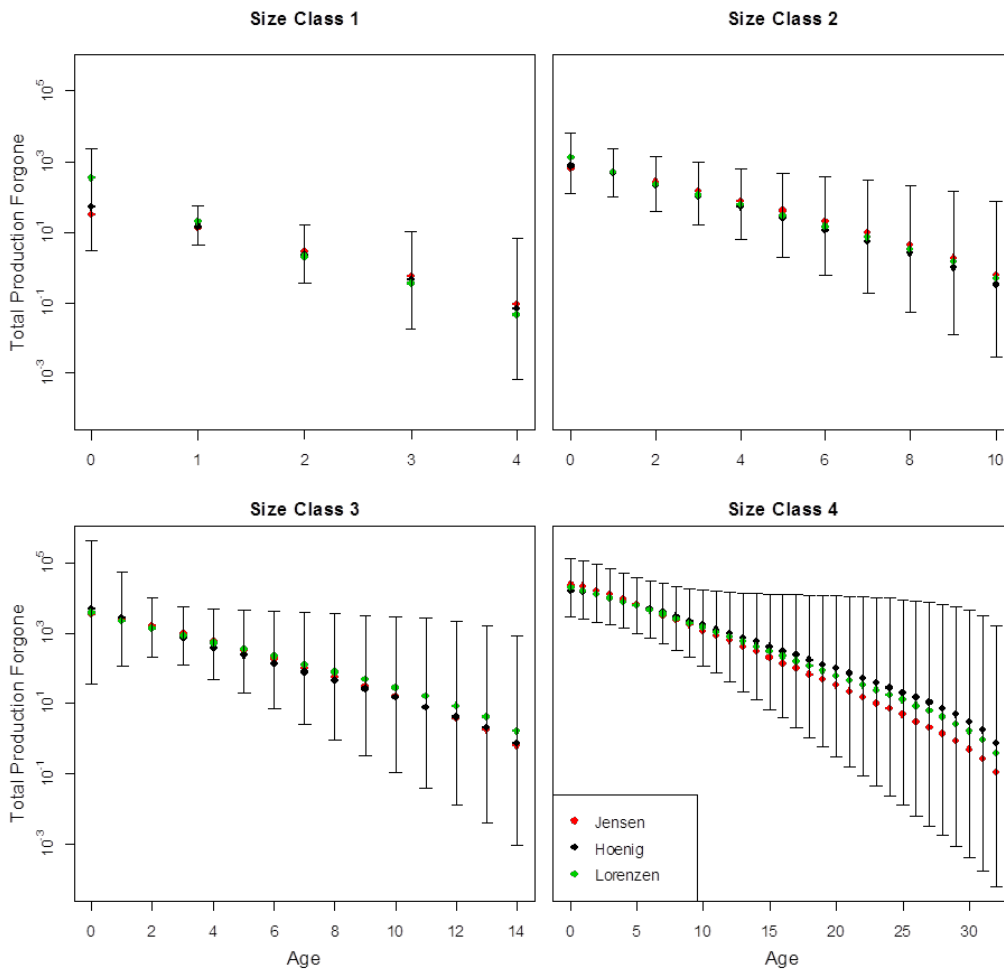 Size Class 1
Size Class 2
Total Production Forgone
10^5
10^3
10^1
10^-1
10^-3
0 1 2 3 4
0 2 4 6 8 10
Size Class 3
Size Class 4
Total Production Forgone
10^5
10^3
10^1
10^-1
10^-3
Jensen
Hoenig
Lorenzen
0 2 4 6 8 10 12 14
0 5 10 15 20 25 30
Age
Age